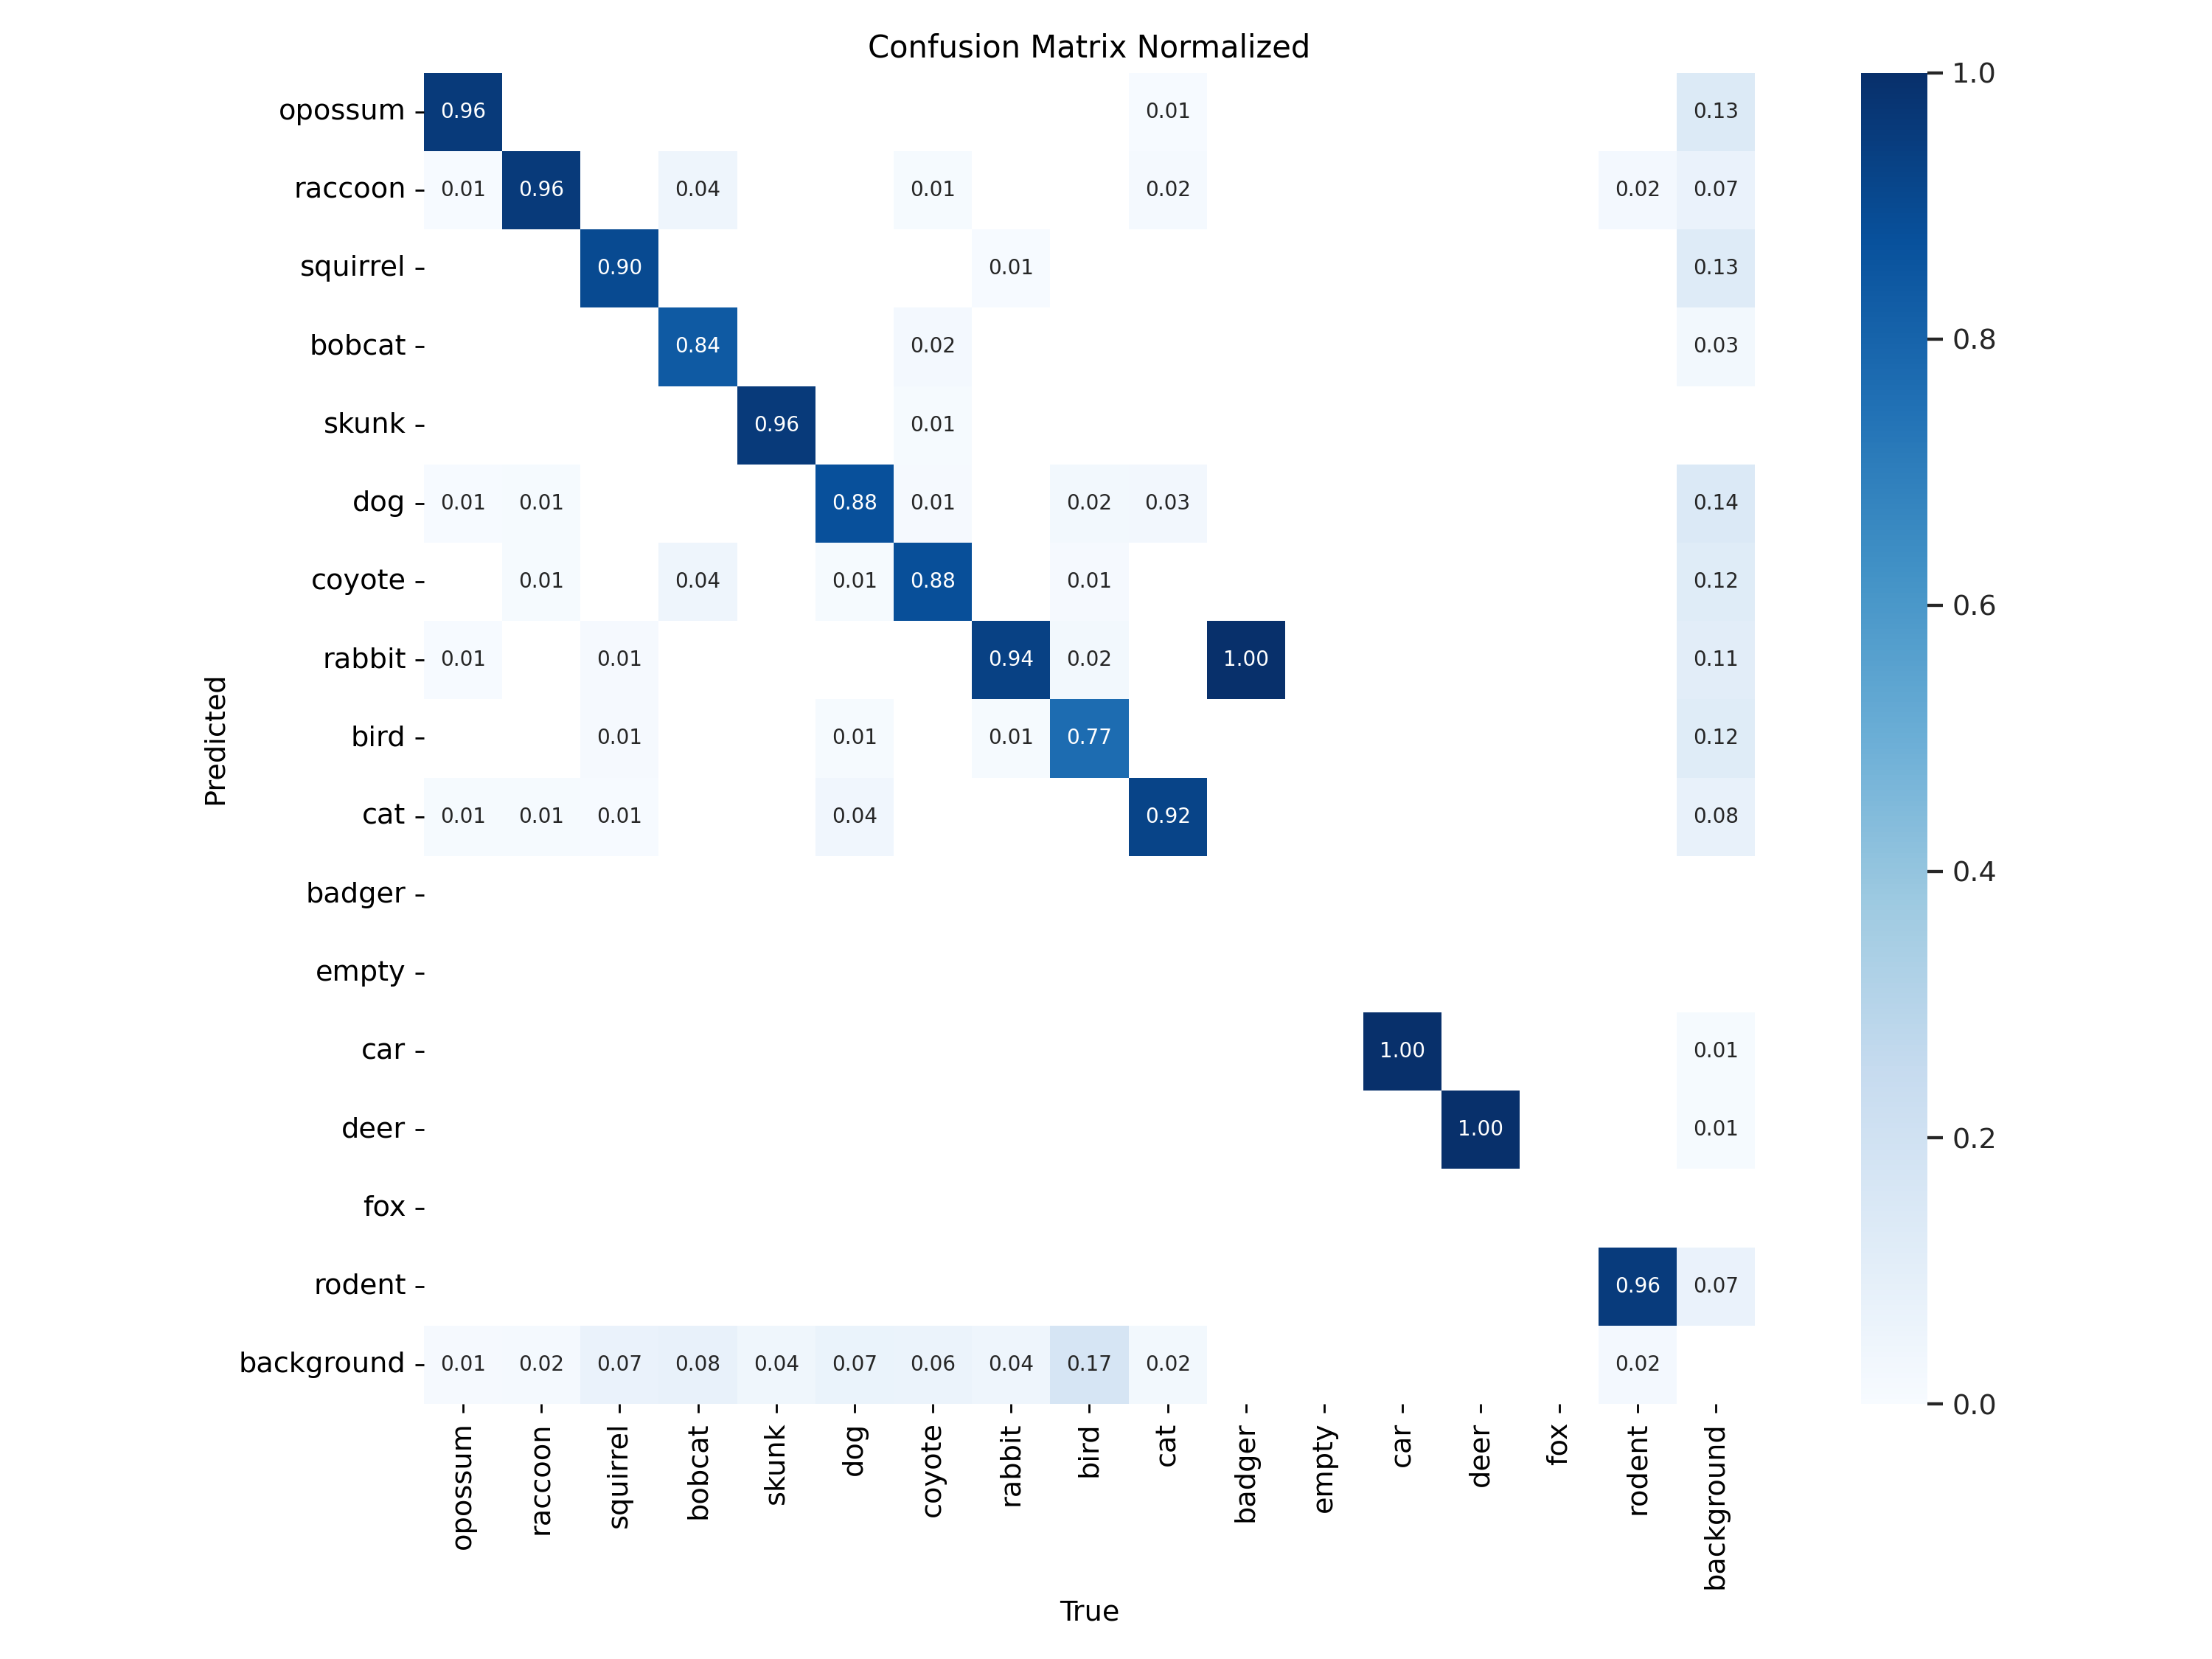 Confusion Matrix Normalized
opossum 0.96 0.01 0.13
raccoon 0.01 0.96 0.04 0.01 0.02 0.02 0.07
squirrel 0.90 0.01 0.13
bobcat 0.84 0.02 0.03
skunk 0.96 0.01
dog 0.01 0.01 0.88 0.01 0.02 0.03 0.14
coyote 0.01 0.04 0.01 0.88 0.01 0.12
rabbit 0.01 0.01 0.94 0.02 1.00 0.11
bird 0.01 0.01 0.01 0.77 0.12
cat 0.01 0.01 0.01 0.04 0.92 0.08
badger
empty
car 1.00 0.01
deer 1.00 0.01
fox
rodent 0.96 0.07
background 0.01 0.02 0.07 0.08 0.04 0.07 0.06 0.04 0.17 0.02 0.02
Predicted
opossum raccoon squirrel bobcat skunk dog coyote rabbit bird cat badger empty car deer fox rodent background
True
1.0
0.8
0.6
0.4
0.2
0.0